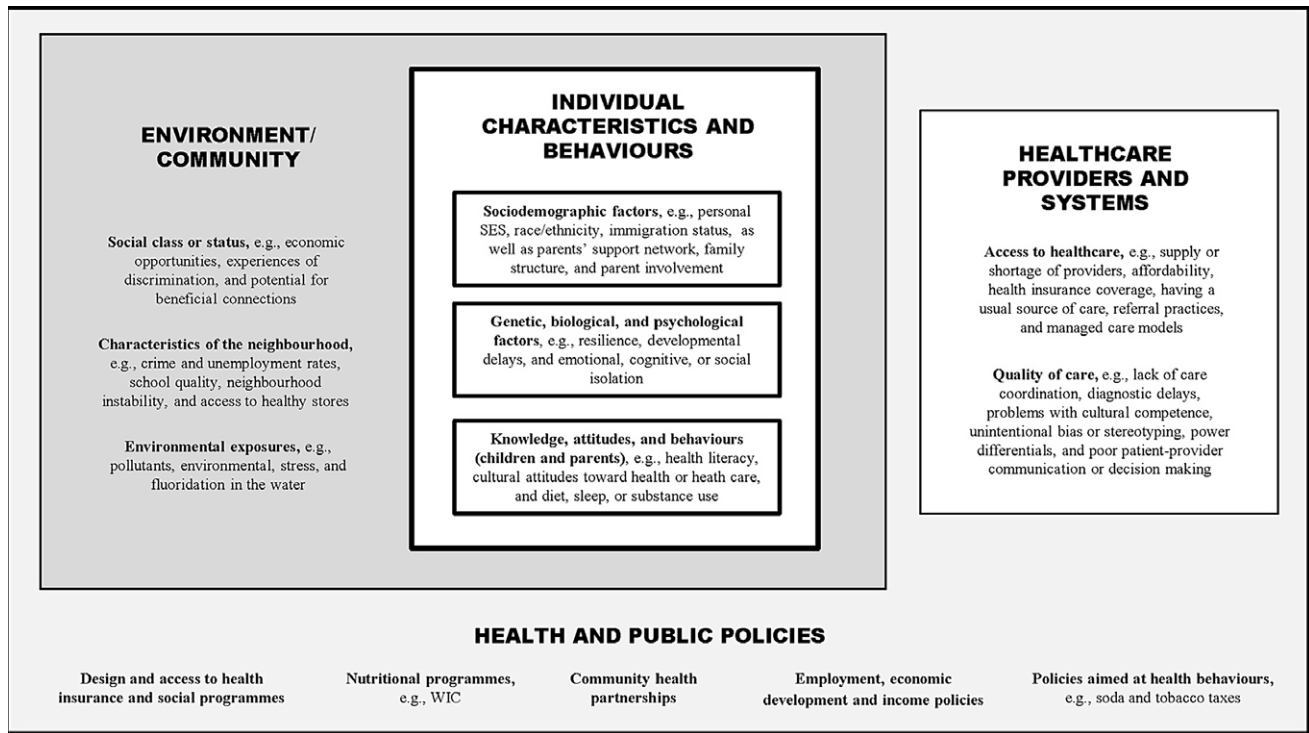 ENVIRONMENT/
COMMUNITY
Social class or status, e.g., economic
opportunities, experiences of
discrimination, and potential for
beneficial connections
Characteristics of the neighbourhood,
e.g., crime and unemployment rates,
school quality, neighbourhood
instability, and access to healthy stores
Environmental exposures, e.g.,
pollutants, environmental, stress, and
fluoridation in the water
INDIVIDUAL
CHARACTERISTICS AND
BEHAVIOURS
Sociodemographic factors, e.g., personal
SES, race/ethnicity, immigration status, as
well as parents’ support network, family
structure, and parent involvement
Genetic, biological, and psychological
factors, e.g., resilience, developmental
delays, and emotional, cognitive, or social
isolation
Knowledge, attitudes, and behaviours
(children and parents), e.g., health literacy,
cultural attitudes toward health or heath care,
and diet, sleep, or substance use
HEALTHCARE
PROVIDERS AND
SYSTEMS
Access to healthcare, e.g., supply or
shortage of providers, affordability,
health insurance coverage, having a
usual source of care, referral practices,
and managed care models
Quality of care, e.g., lack of care
coordination, diagnostic delays,
problems with cultural competence,
unintentional bias or stereotyping, power
differentials, and poor patient-provider
communication or decision making
HEALTH AND PUBLIC POLICIES
Design and access to health
insurance and social programmes
Nutritional programmes,
e.g., WIC
Community health
partnerships
Employment, economic
development and income policies
Policies aimed at health behaviours,
e.g., soda and tobacco taxes